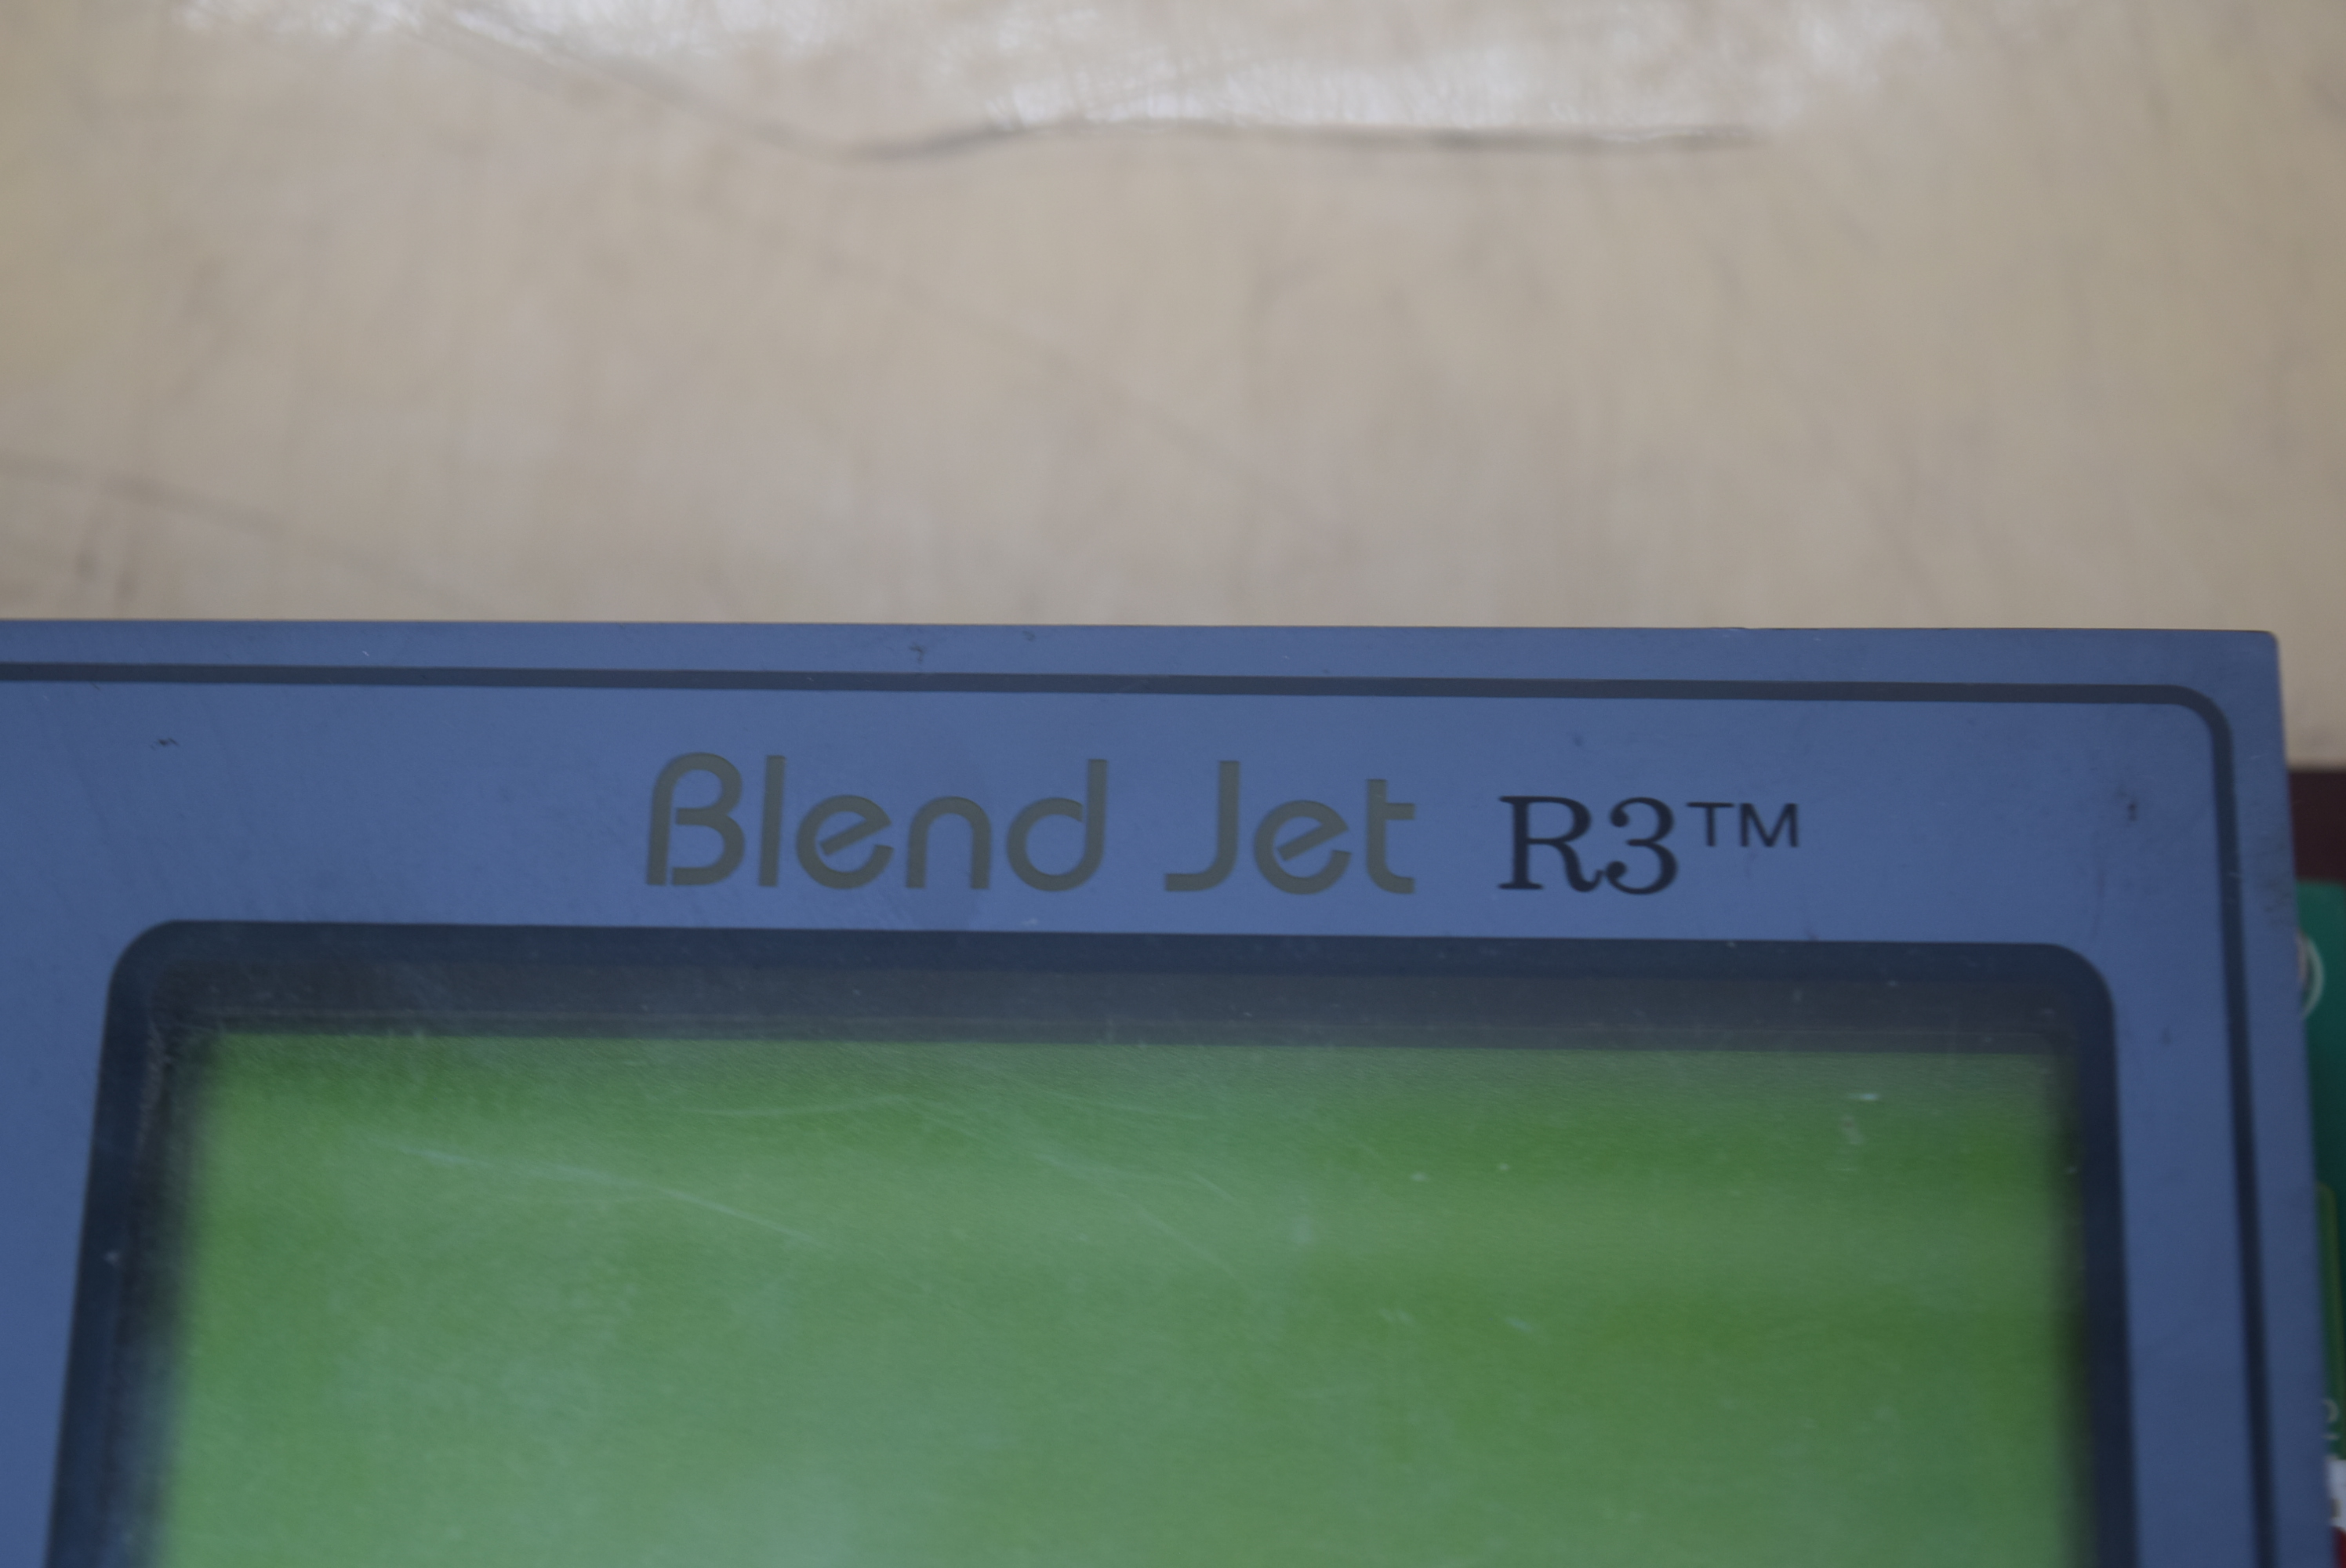 Blend Jet R3™